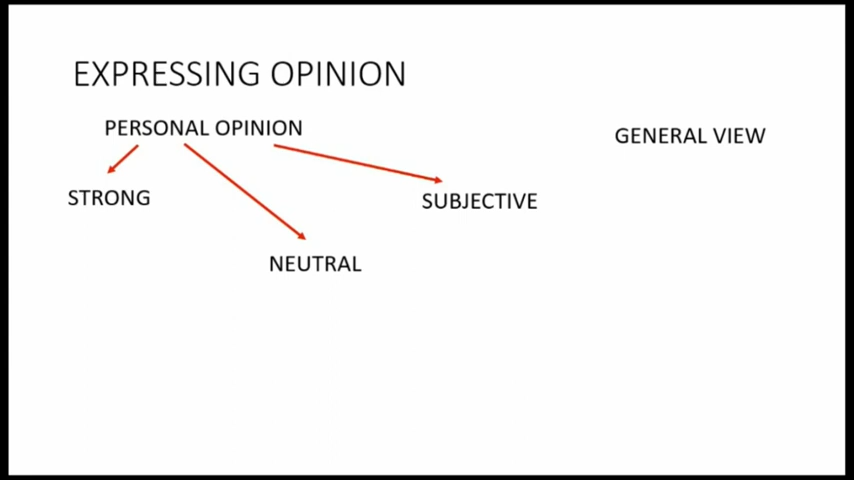 EXPRESSING OPINION
PERSONAL OPINION
GENERAL VIEW
STRONG
SUBJECTIVE
NEUTRAL